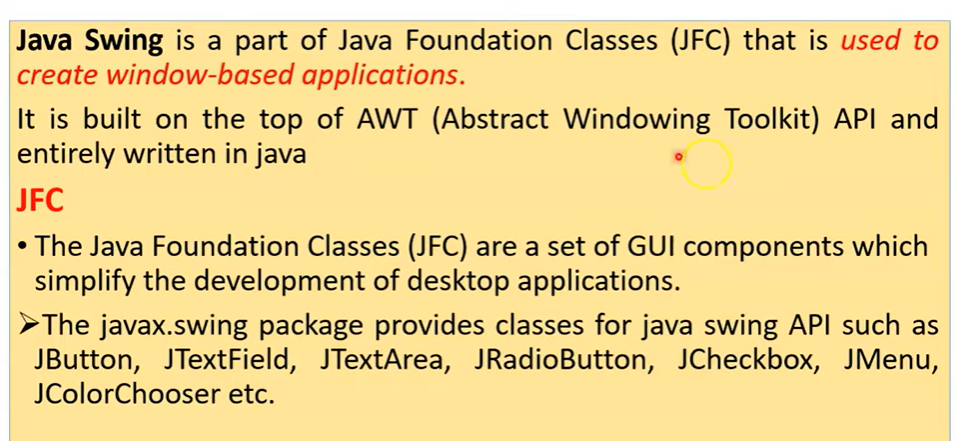 Java Swing is a part of Java Foundation Classes (JFC) that is used to
create window-based applications.
It is built on the top of AWT (Abstract Windowing Toolkit) API and
entirely written in java
JFC
• The Java Foundation Classes (JFC) are a set of GUI components which
simplify the development of desktop applications.
➤The javax.swing package provides classes for java swing API such as
JButton, JTextField, JTextArea, JRadioButton, JCheckbox, JMenu,
JColorChooser etc.